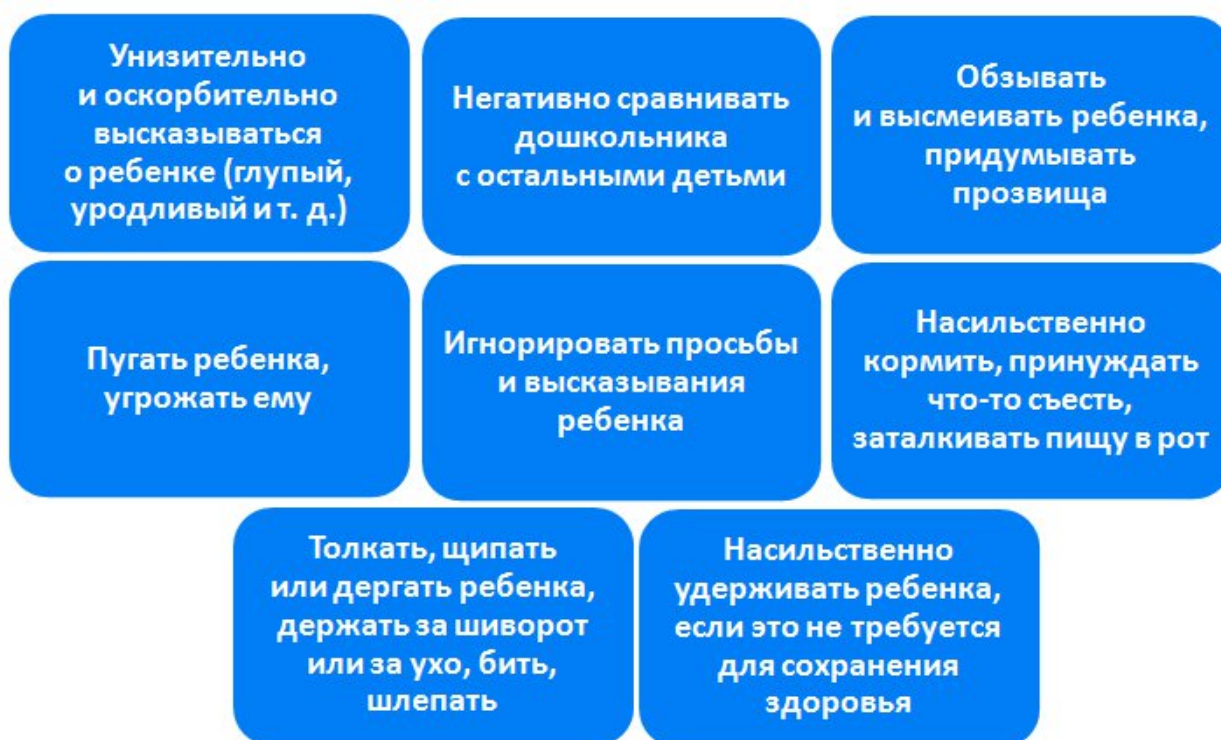 Унизительно
и оскорбительно
высказываться
о ребенке (глупый,
уродливый и т. д.)
Негативно сравнивать
дошкольника
с остальными детьми
Обзывать
и высмеивать ребенка,
придумывать
прозвища
Пугать ребенка,
угрожать ему
Игнорировать просьбы
и высказывания
ребенка
Насильственно
кормить, принуждать
что-то съесть,
заталкивать пищу в рот
Толкать, щипать
или дергать ребенка,
держать за шиворот
или за ухо, бить,
шлепать
Насильственно
удерживать ребенка,
если это не требуется
для сохранения
здоровья